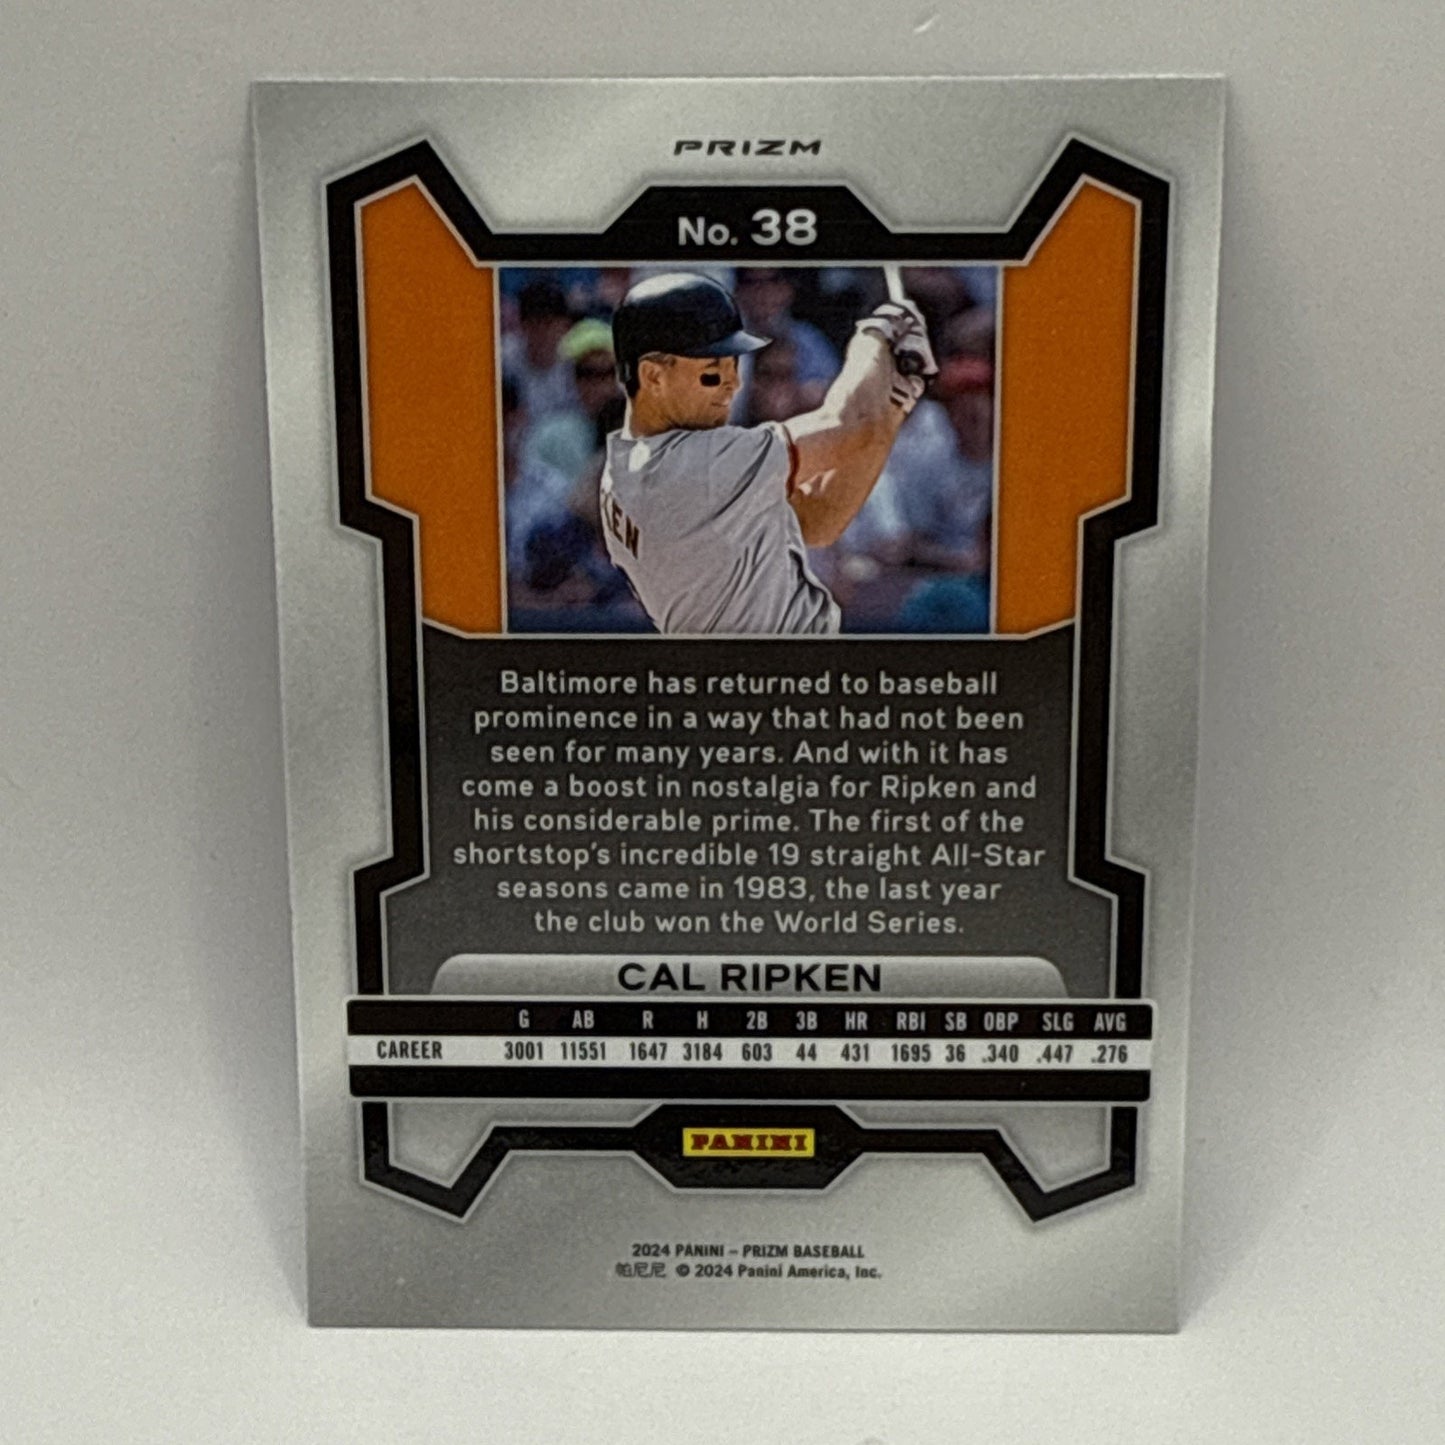 PRIZM
No. 38
KEN
Baltimore has returned to baseball
prominence in a way that had not been
seen for many years. And with it has
come a boost in nostalgia for Ripken and
his considerable prime. The first of the
shortstop's incredible 19 straight All-Star
seasons came in 1983, the last year
the club won the World Series.
CAL RIPKEN
G AB R H 2B 3B HR RBI SB OBP SLG AVG
CAREER 3001 11551 1647 3184 603 44 431 1695 36 .340 .447 .276
PANINI
2024 PANINI – PRIZM BASEBALL
帕尼尼 © 2024 Panini America, Inc.